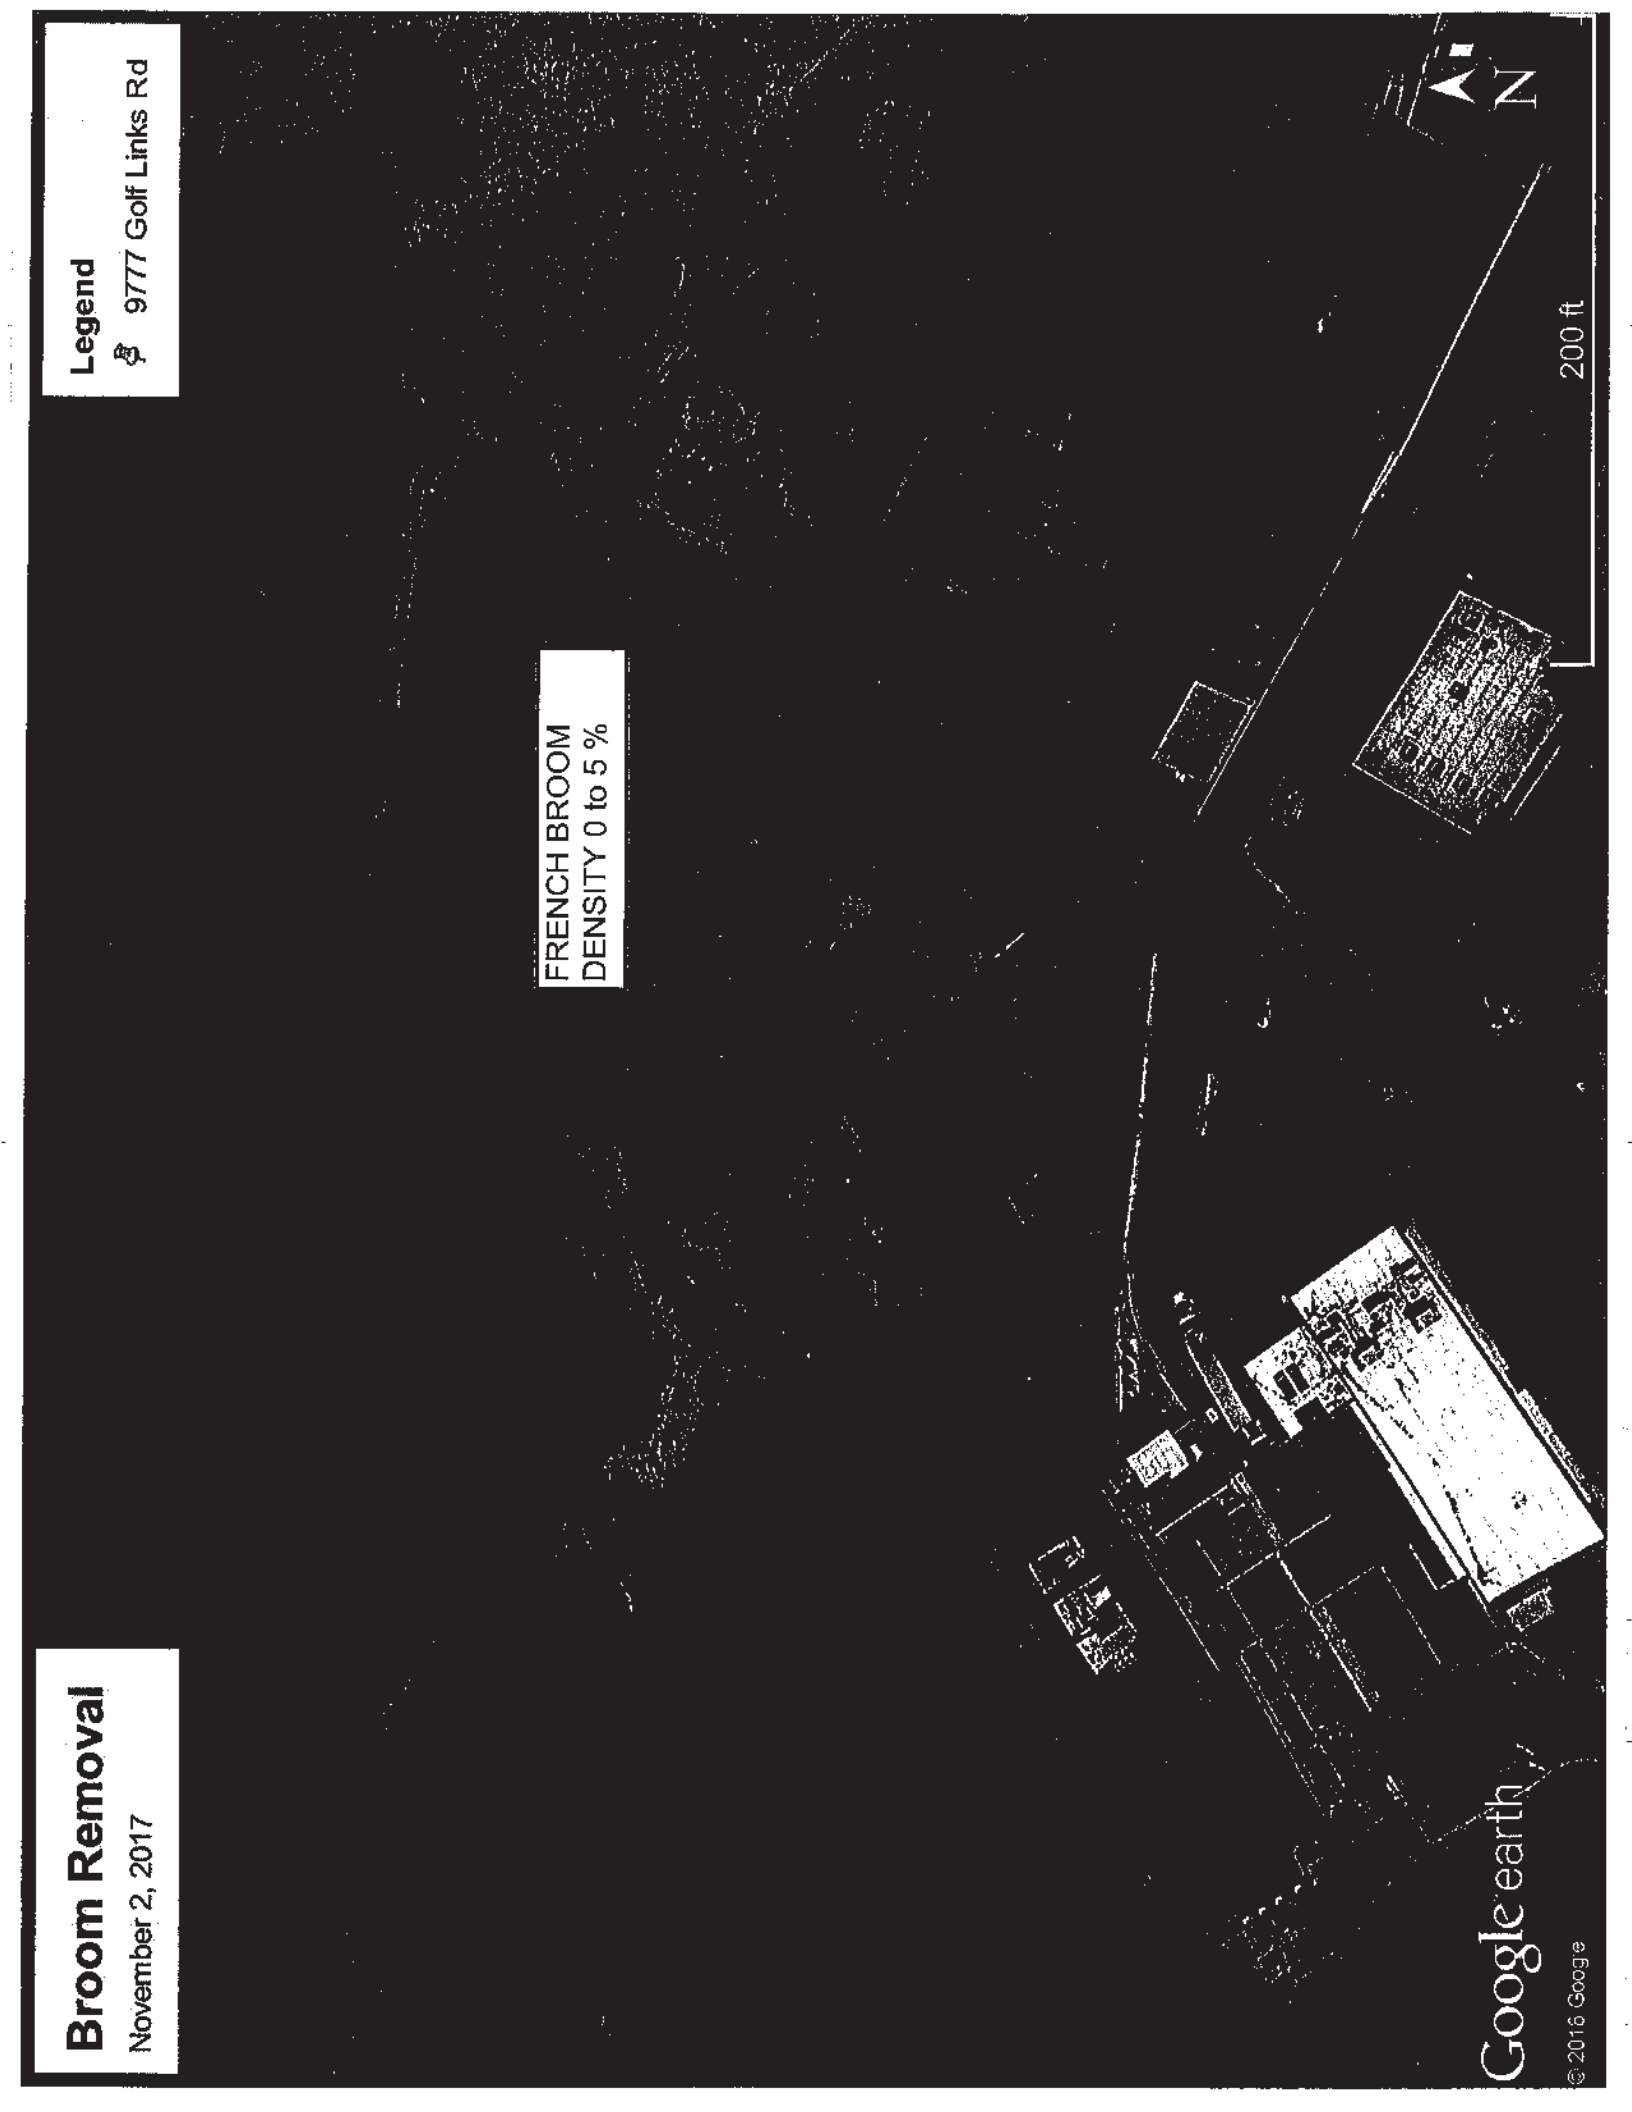 Broom Removal
November 2, 2017
Legend
9777 Golf Links Rd
FRENCH BROOM
DENSITY 0 to 5 %
N
200 ft
Google earth
© 2016 Google